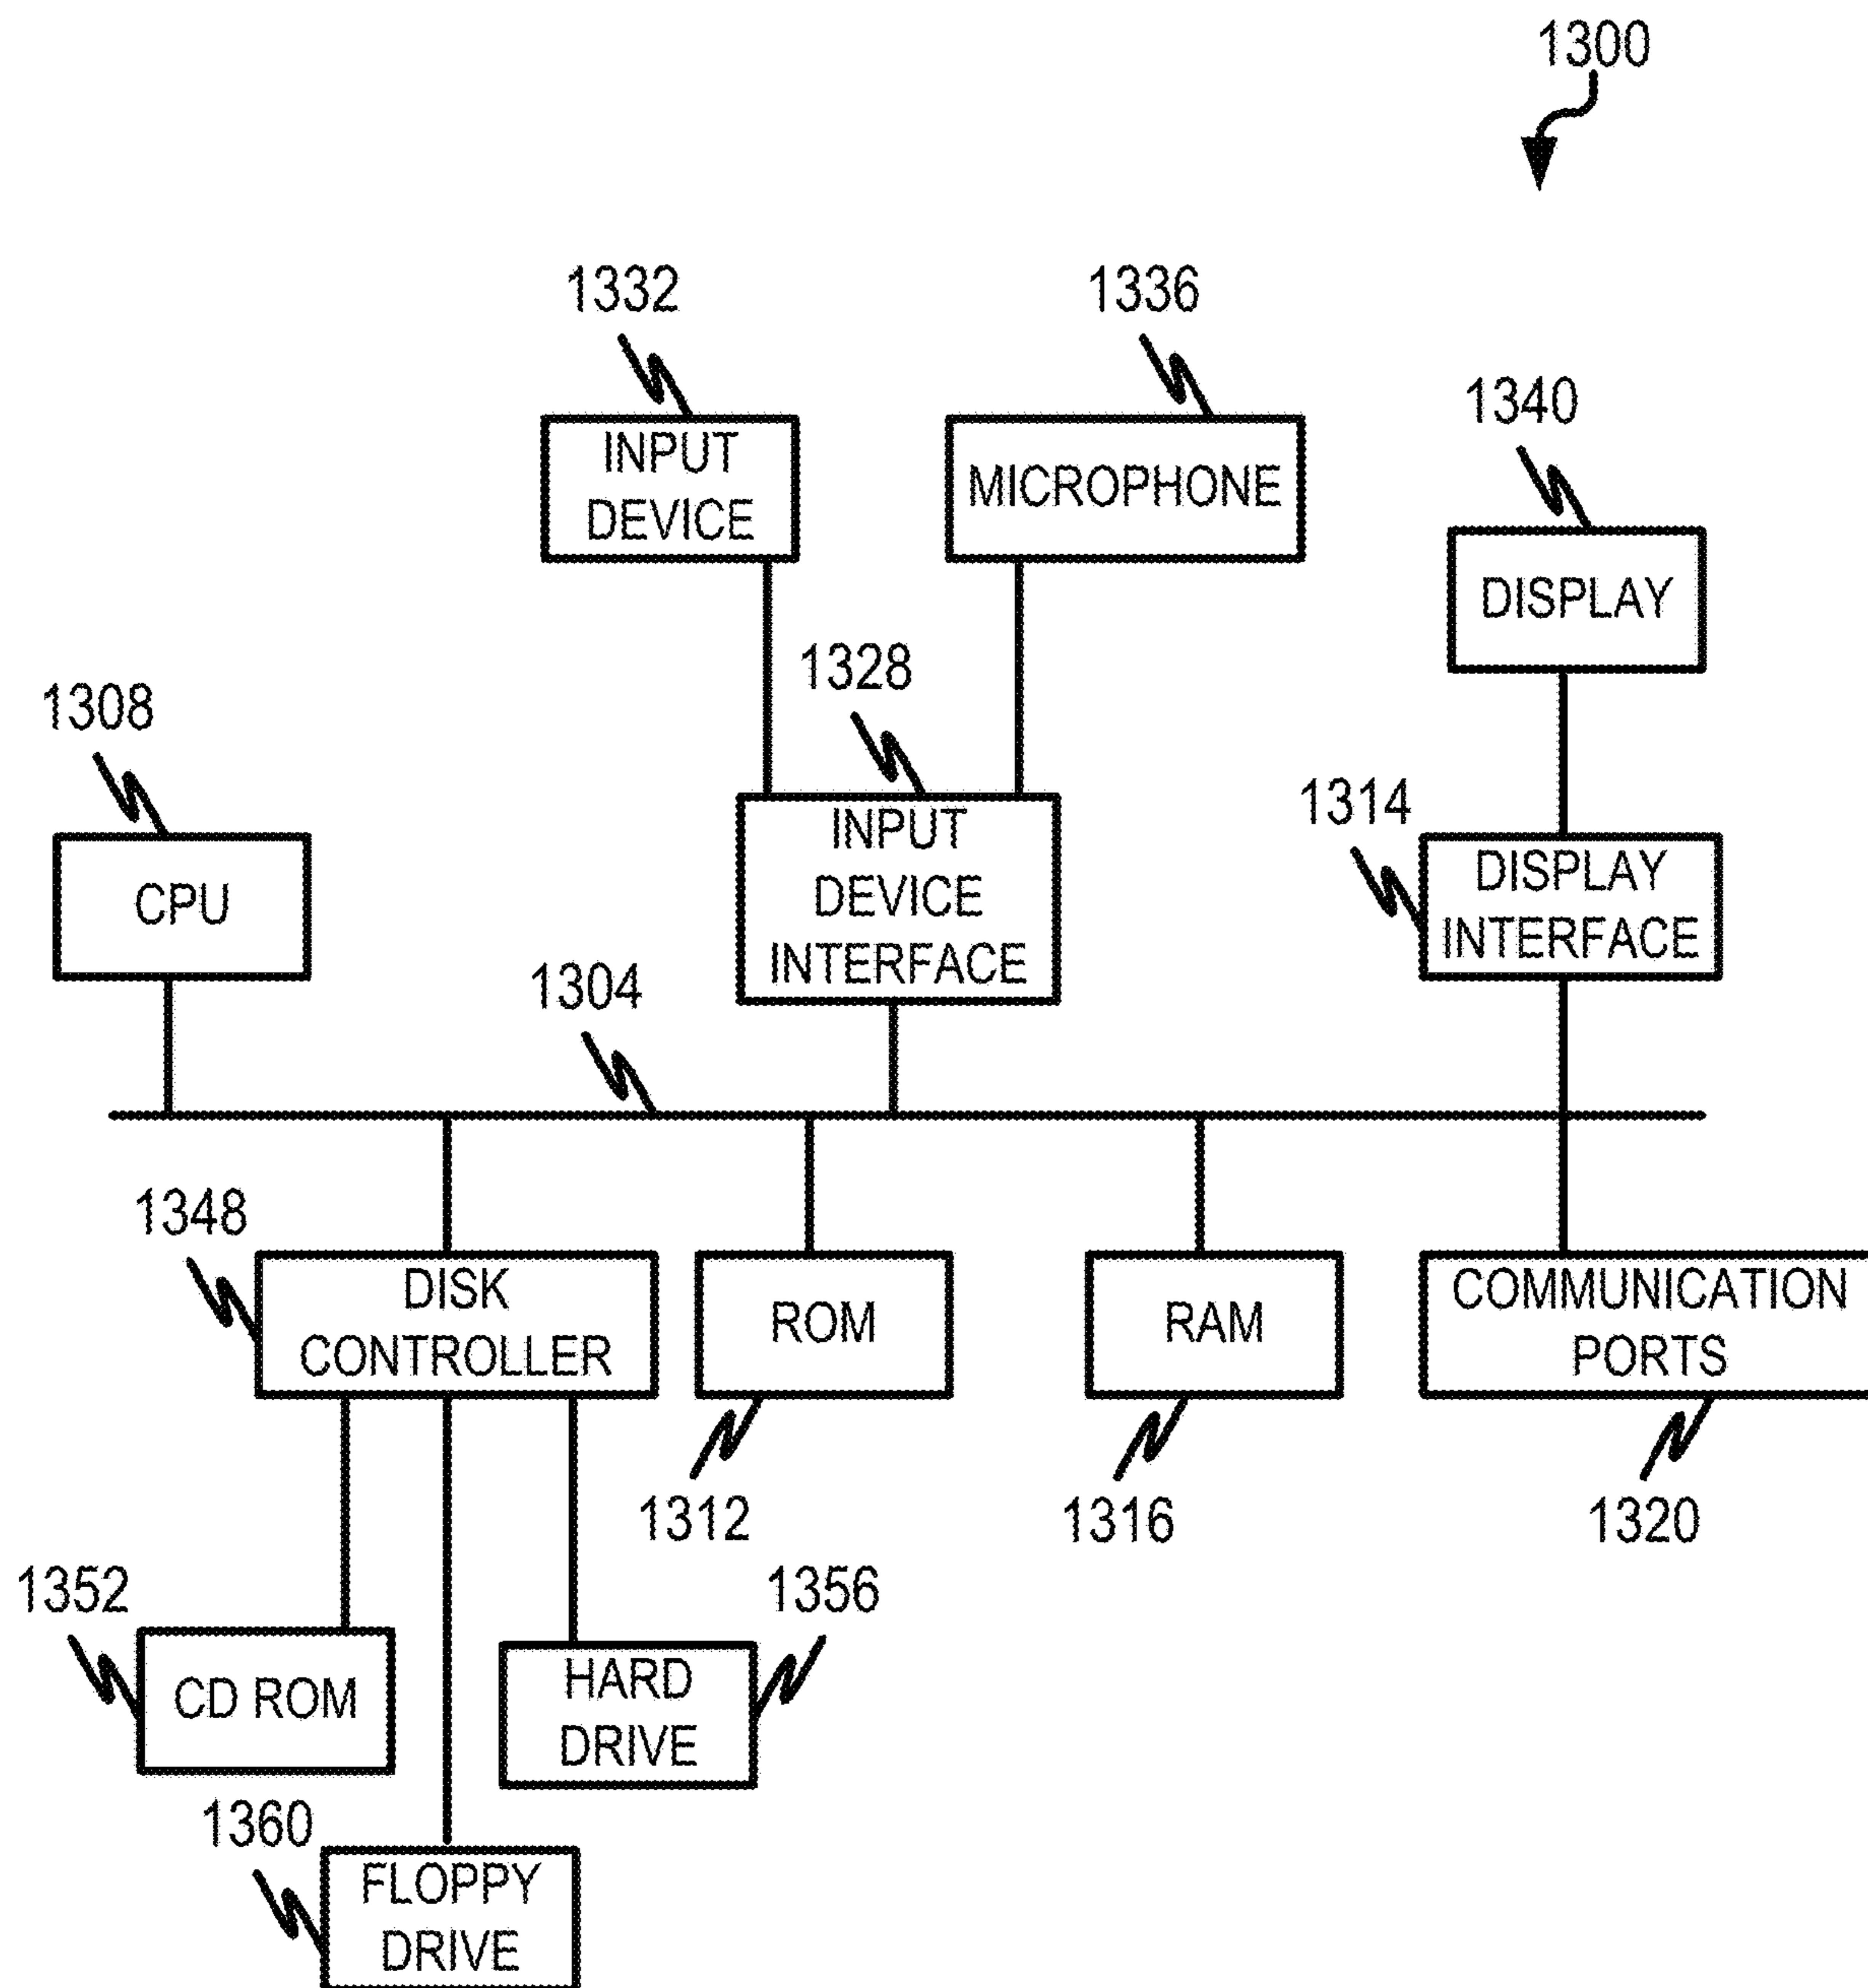 1300
1332
1336
1340
INPUT
DEVICE
MICROPHONE
DISPLAY
1328
1308
1314
CPU
INPUT
DEVICE
INTERFACE
DISPLAY
INTERFACE
1304
1348
DISK
CONTROLLER
ROM
RAM
COMMUNICATION
PORTS
1312
1316
1320
1352
1356
CD ROM
HARD
DRIVE
1360
FLOPPY
DRIVE